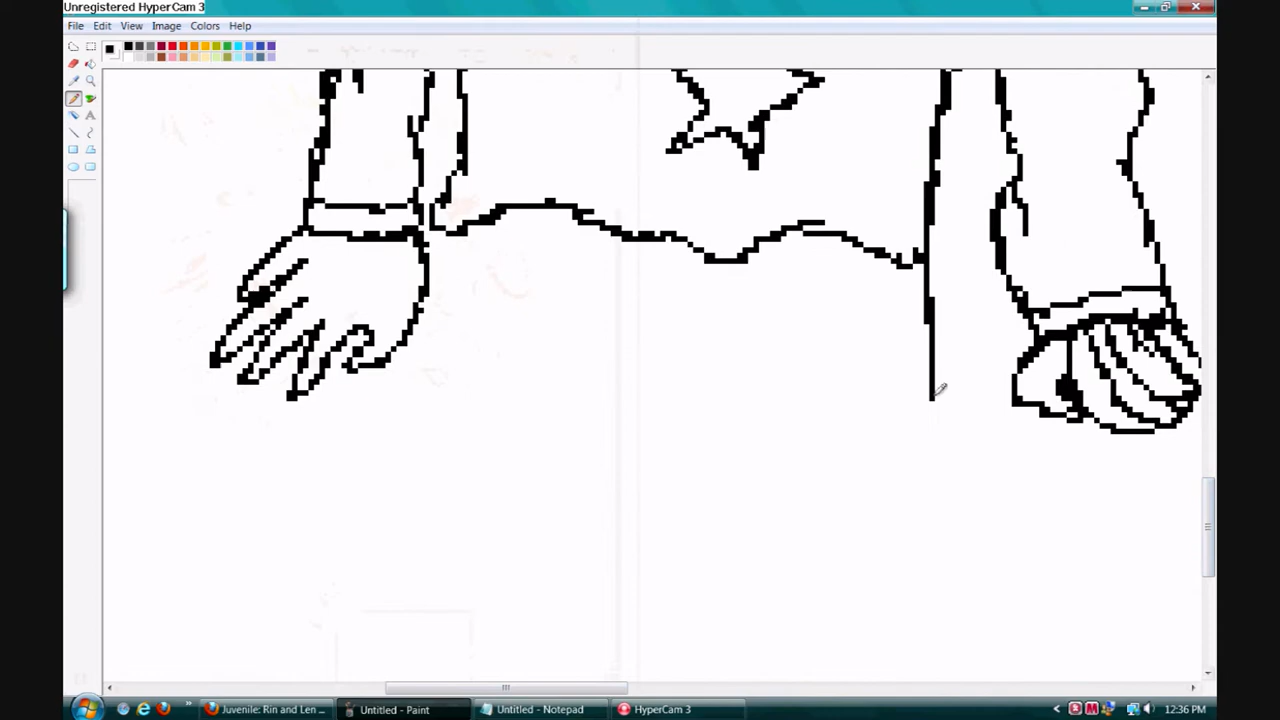 Unregistered HyperCam 3
File Edit View Image Colors Help
Juvenile: Rin and Len ...
Untitled - Paint
Untitled - Notepad
HyperCam 3
12:36 PM